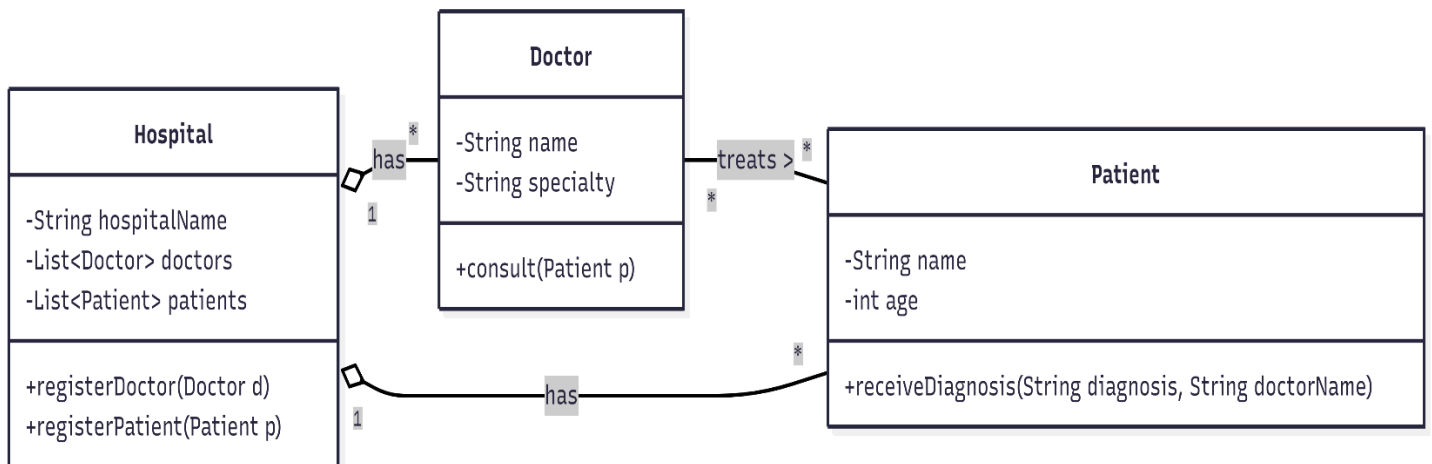 Hospital
-String hospitalName
-List<Doctor> doctors
-List<Patient> patients
+registerDoctor(Doctor d)
+registerPatient(Patient p)
has
*
1
Doctor
-String name
-String specialty
+consult(Patient p)
treats >
*
*
Patient
-String name
-int age
+receiveDiagnosis(String diagnosis, String doctorName)
has
*
1